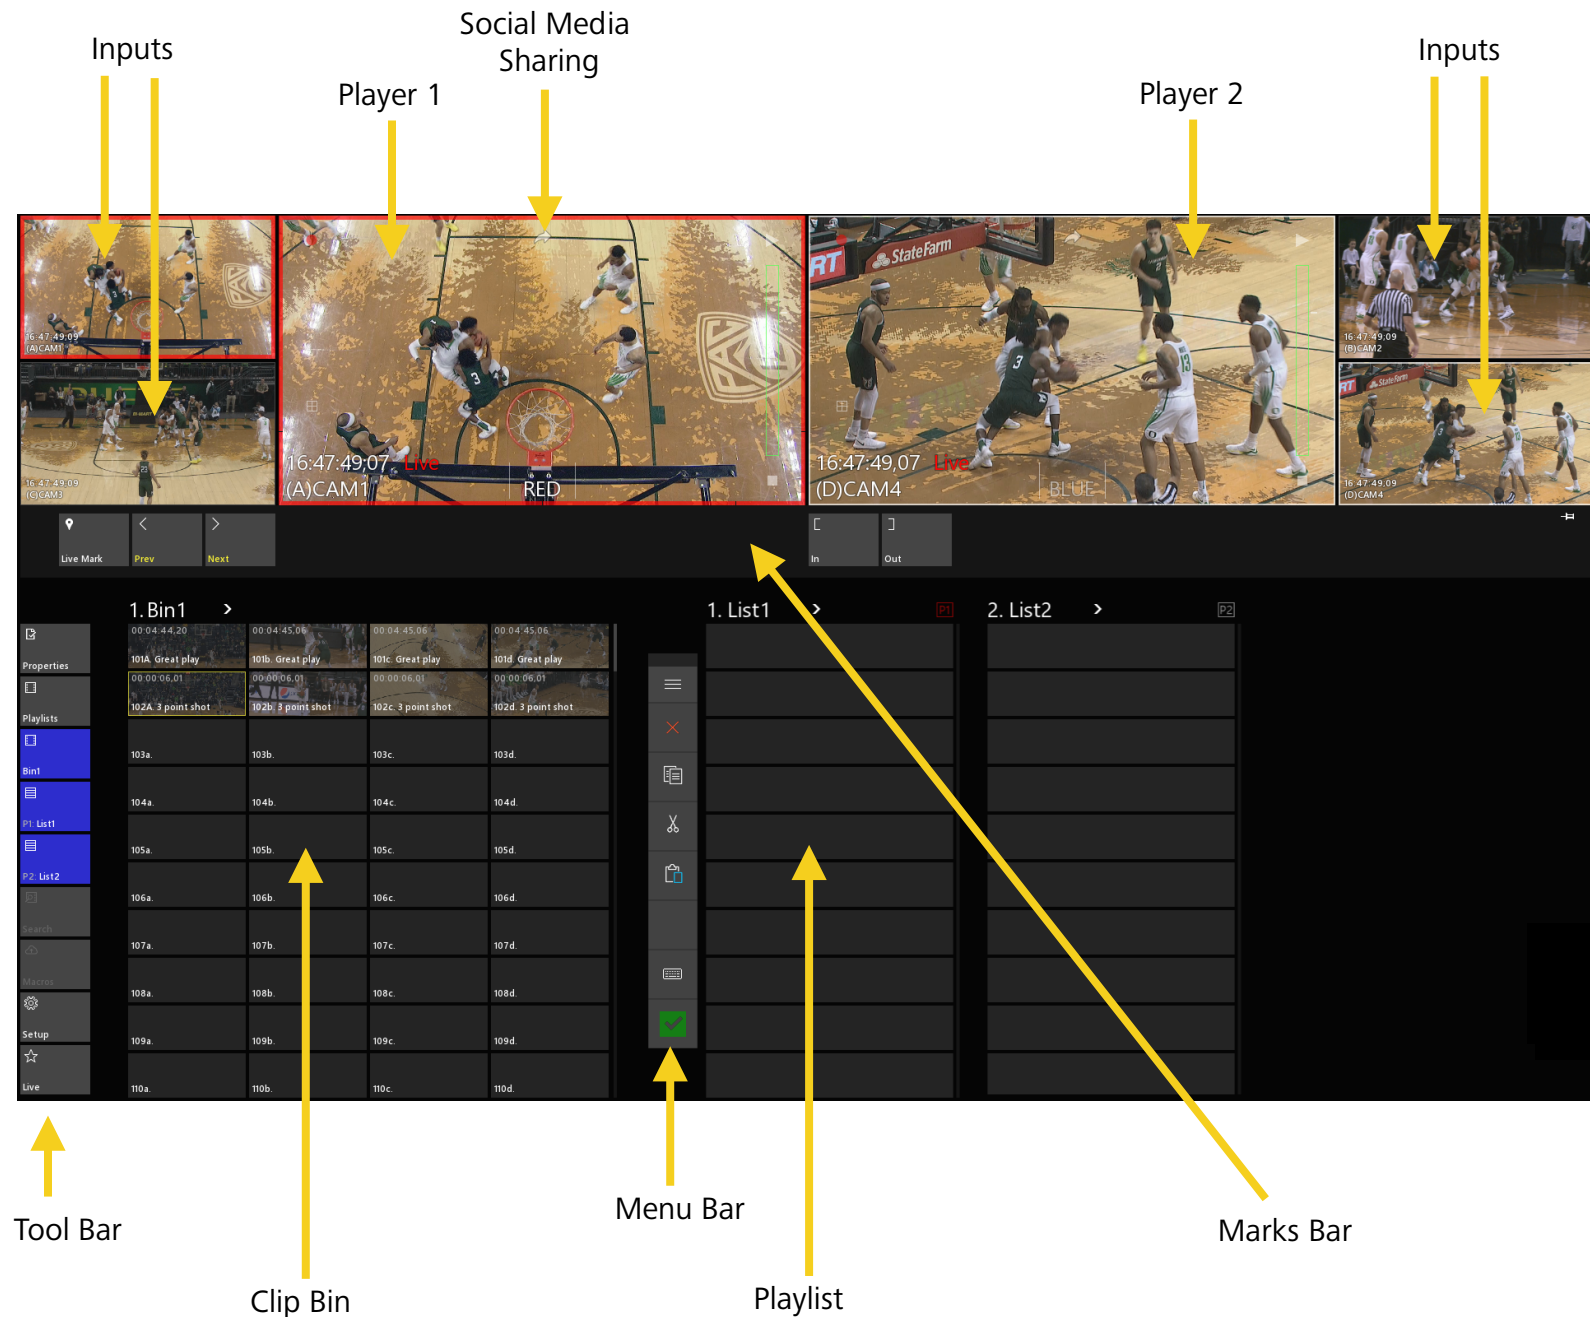 Social Media
Sharing
Inputs
Inputs
Player 1
Player 2
16:47:49;09
(A)CAM1
16:47:49;09
(C)CAM3
16:47:49;07 Live
(A)CAM1
RED
StateFarm
16:47:49;07 Live
(D)CAM4
BLUE
16:47:49;09
(B)CAM2
StateFarm
16:47:49;09
(D)CAM4
Live Mark
Prev
Next
In
Out
1. Bin1 >
1. List1 >
P1
2. List2 >
P2
Properties
Playlists
Bin1
P1: List1
P2: List2
Search
Macros
Setup
Live
00:04:44,20 00:04:45,06 00:04:45,06 00:04:45,06
101A. Great play 101b. Great play 101c. Great play 101d. Great play
00:00:06,01 00:00:06,01 00:00:06,01 00:00:06,01
102A. 3 point shot 102b. 3 point shot 102c. 3 point shot 102d. 3 point shot
103a. 103b. 103c. 103d.
104a. 104b. 104c. 104d.
105a. 105b. 105c. 105d.
106a. 106b. 106c. 106d.
107a. 107b. 107c. 107d.
108a. 108b. 108c. 108d.
109a. 109b. 109c. 109d.
110a. 110b. 110c. 110d.
Tool Bar
Menu Bar
Marks Bar
Clip Bin
Playlist